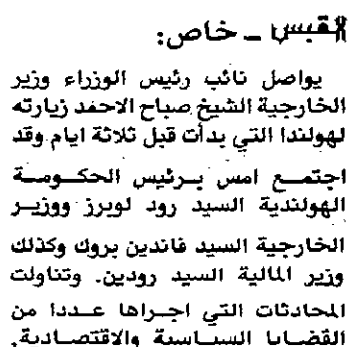 القبس ـ خاص:
يواصل نائب رئيس الوزراء وزير
الخارجية الشيخ صباح الاحمد زيارته
لهولندا التي بدأت قبل ثلاثة ايام وقد
اجتمع امس برئيس الحكومة
الهولندية السيد رود لوبرز ووزير
الخارجية السيد فاندين بروك وكذلك
وزير المالية السيد رودين. وتناولت
المحادثات التي اجراها عددا من
القضايا السياسية والاقتصادية.